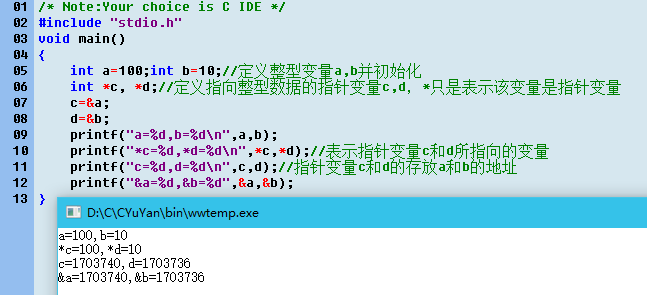 01 /* Note:Your choice is C IDE */
02 #include "stdio.h"
03 void main()
04 {
05 int a=100;int b=10;//定义整型变量a,b并初始化
06 int *c, *d;//定义指向整型数据的指针变量c,d, *只是表示该变量是指针变量
07 c=&a;
08 d=&b;
09 printf("a=%d,b=%d\n",a,b);
10 printf("*c=%d,*d=%d\n",*c,*d);//表示指针变量c和d所指向的变量
11 printf("c=%d,d=%d\n",c,d);//指针变量c和d的存放a和b的地址
12 printf("&a=%d,&b=%d",&a,&b);
13 }
D:\C\CYuYan\bin\wwtemp.exe
a=100,b=10
*c=100,*d=10
c=1703740,d=1703736
&a=1703740,&b=1703736